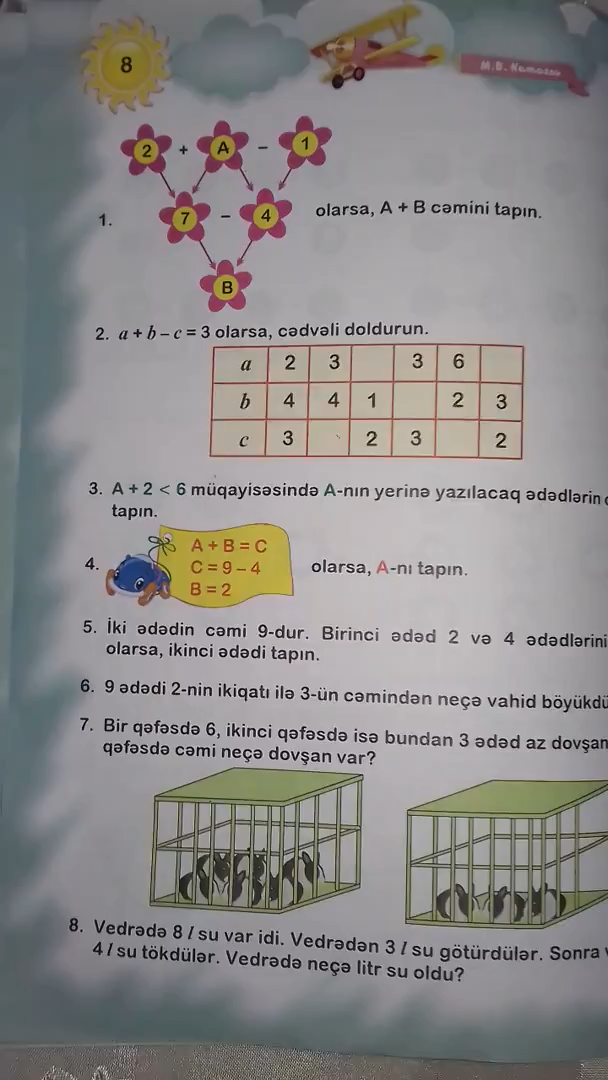 8
M.B. Namazov
2 + A - 1
1. 7 - 4 olarsa, A + B cəmini tapın.
B
2. a + b – c = 3 olarsa, cədvəli doldurun.
a 2 3 3 6
b 4 4 1 2 3
c 3 2 3 2
3. A + 2 < 6 müqayisəsində A-nın yerinə yazılacaq ədədlərin
tapın.
A + B = C
4. C = 9 – 4 olarsa, A-nı tapın.
B = 2
5. İki ədədin cəmi 9-dur. Birinci ədəd 2 və 4 ədədlərini
olarsa, ikinci ədədi tapın.
6. 9 ədədi 2-nin ikiqatı ilə 3-ün cəmindən neçə vahid böyükdü
7. Bir qəfəsdə 6, ikinci qəfəsdə isə bundan 3 ədəd az dovşan
qəfəsdə cəmi neçə dovşan var?
8. Vedrədə 8 l su var idi. Vedrədən 3 l su götürdülər. Sonra
4 l su tökdülər. Vedrədə neçə litr su oldu?